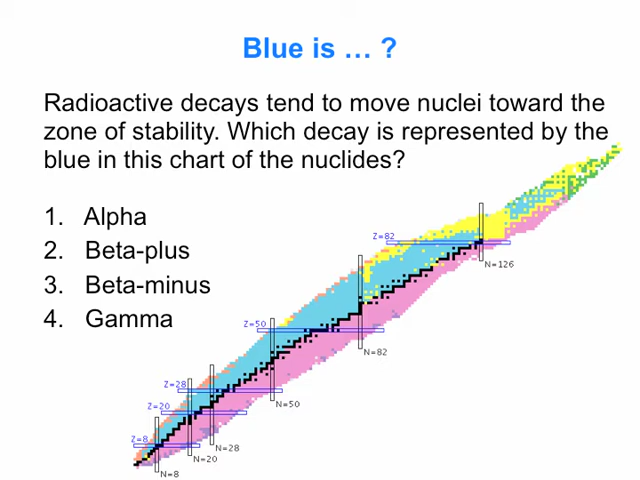 Blue is … ?
Radioactive decays tend to move nuclei toward the
zone of stability. Which decay is represented by the
blue in this chart of the nuclides?
1. Alpha
2. Beta-plus
3. Beta-minus
4. Gamma
Z=82
N=126
Z=50
N=82
Z=28
N=50
Z=20
Z=8
N=28
N=20
N=8